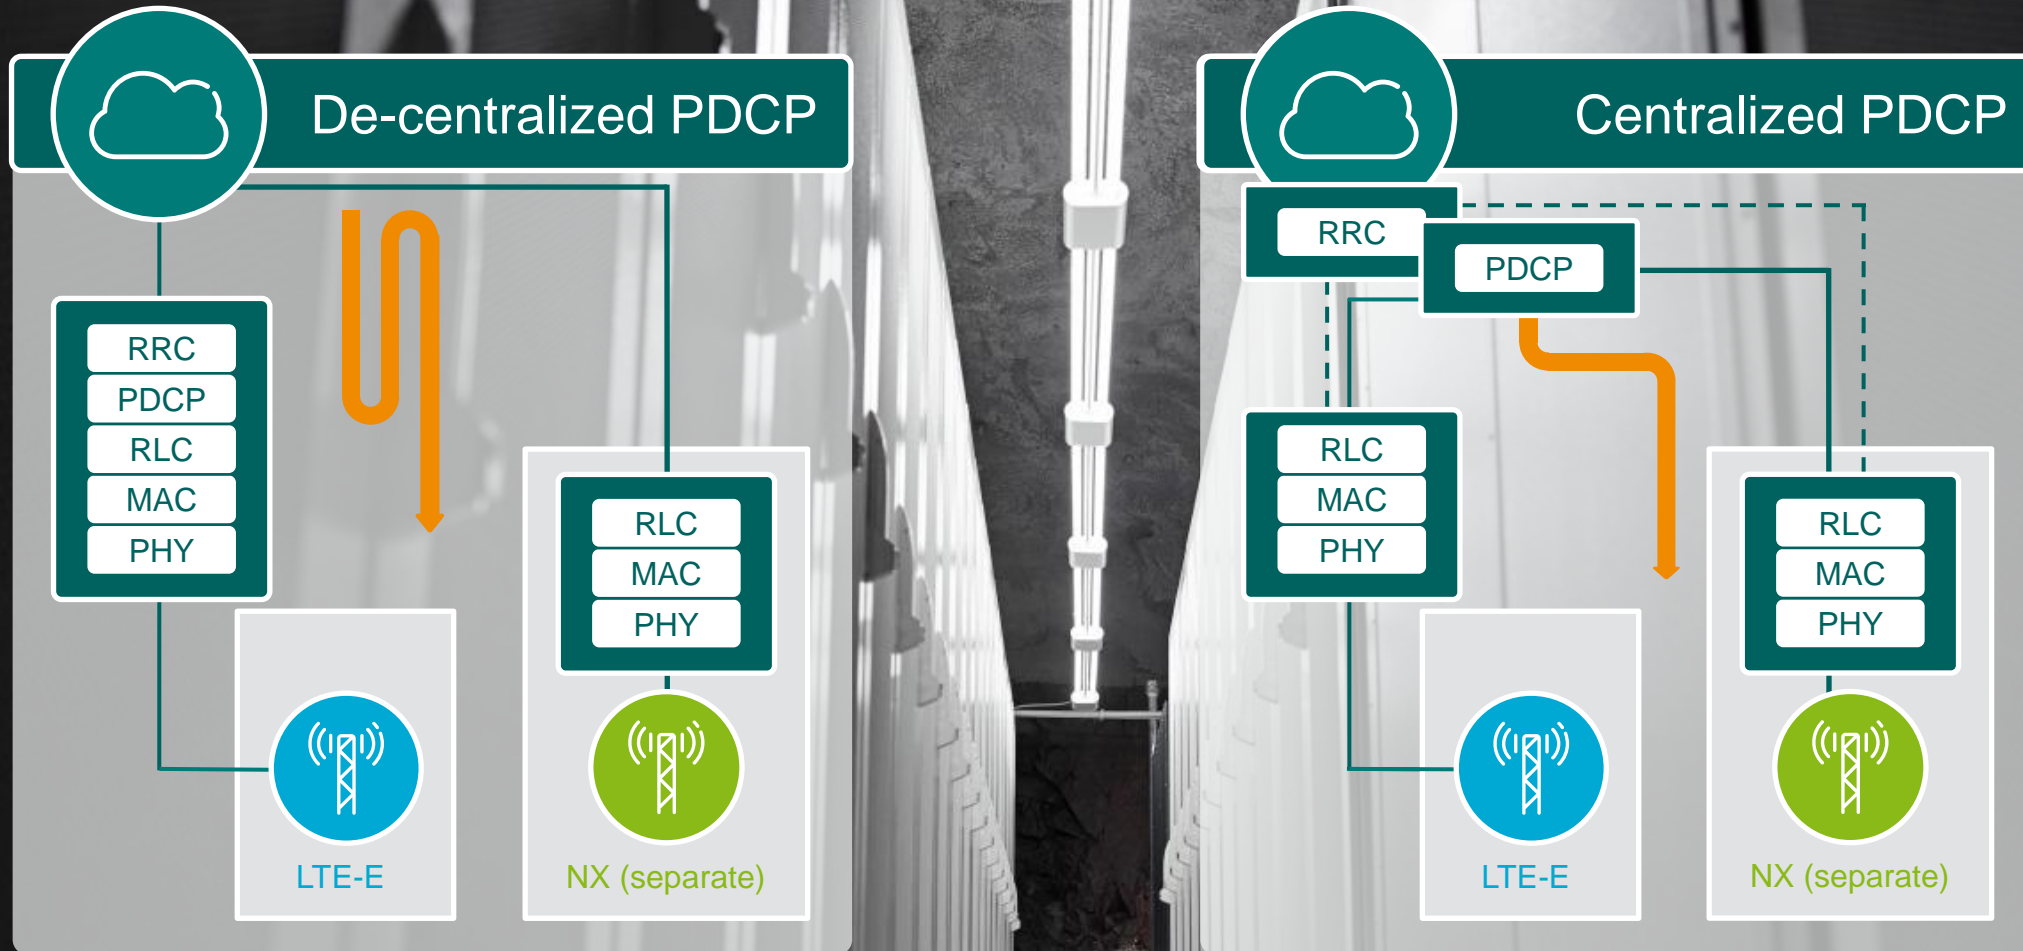 De-centralized PDCP
RRC
PDCP
RLC
MAC
PHY
RLC
MAC
PHY
LTE-E
NX (separate)
Centralized PDCP
RRC
PDCP
RLC
MAC
PHY
RLC
MAC
PHY
LTE-E
NX (separate)